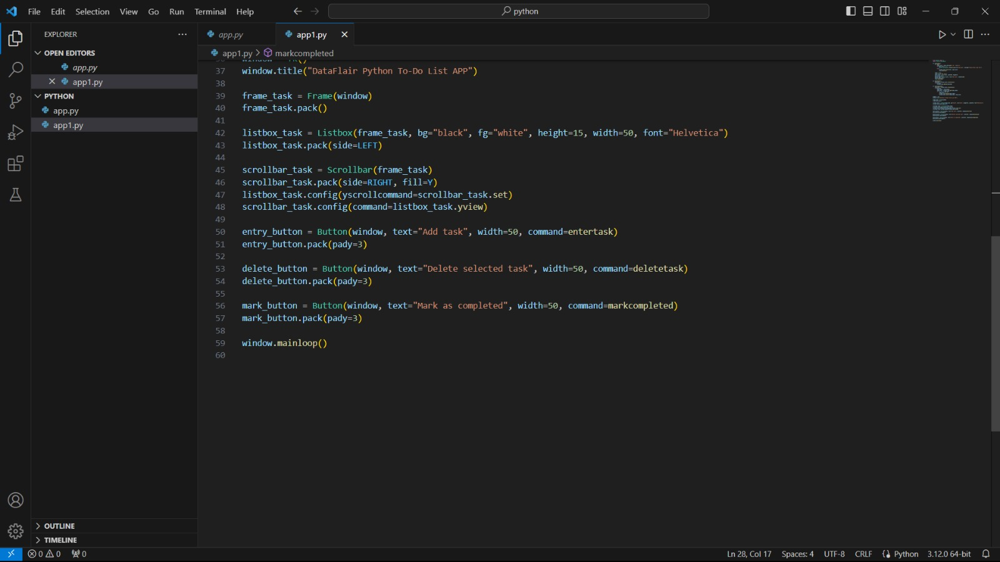 File Edit Selection View Go Run Terminal Help
python
EXPLORER
OPEN EDITORS
app.py
app1.py
PYTHON
app.py
app1.py
OUTLINE
TIMELINE
app.py
app1.py
app1.py > markcompleted
37 window.title("DataFlair Python To-Do List APP")
38
39 frame_task = Frame(window)
40 frame_task.pack()
41
42 listbox_task = Listbox(frame_task, bg="black", fg="white", height=15, width=50, font="Helvetica")
43 listbox_task.pack(side=LEFT)
44
45 scrollbar_task = Scrollbar(frame_task)
46 scrollbar_task.pack(side=RIGHT, fill=Y)
47 listbox_task.config(yscrollcommand=scrollbar_task.set)
48 scrollbar_task.config(command=listbox_task.yview)
49
50 entry_button = Button(window, text="Add task", width=50, command=entertask)
51 entry_button.pack(pady=3)
52
53 delete_button = Button(window, text="Delete selected task", width=50, command=deletetask)
54 delete_button.pack(pady=3)
55
56 mark_button = Button(window, text="Mark as completed", width=50, command=markcompleted)
57 mark_button.pack(pady=3)
58
59 window.mainloop()
60
0 0 0
Ln 28, Col 17 Spaces: 4 UTF-8 CRLF Python 3.12.0 64-bit